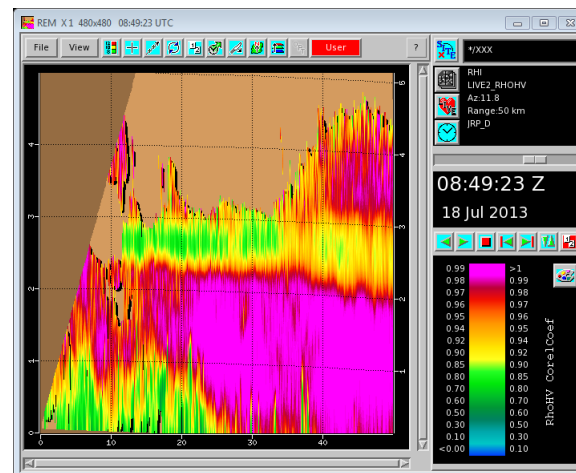 REM X1 480x480 08:49:23 UTC
File View User ?
*/XXX
RHI
LIVE2_RHOHV
Az:11.8
Range:50 km
JRP_D
08:49:23 Z
18 Jul 2013
0.99 >1
0.98 0.99
0.97 0.98
0.96 0.97
0.95 0.96
0.94 0.95
0.92 0.94
0.90 0.92
0.85 0.90
0.80 0.85
0.70 0.80
0.60 0.70
0.50 0.60
0.30 0.50
0.10 0.30
<0.00 0.10
RhoHV CorelCoef
4
3
2
1
0
5
4
3
2
1
0 10 20 30 40